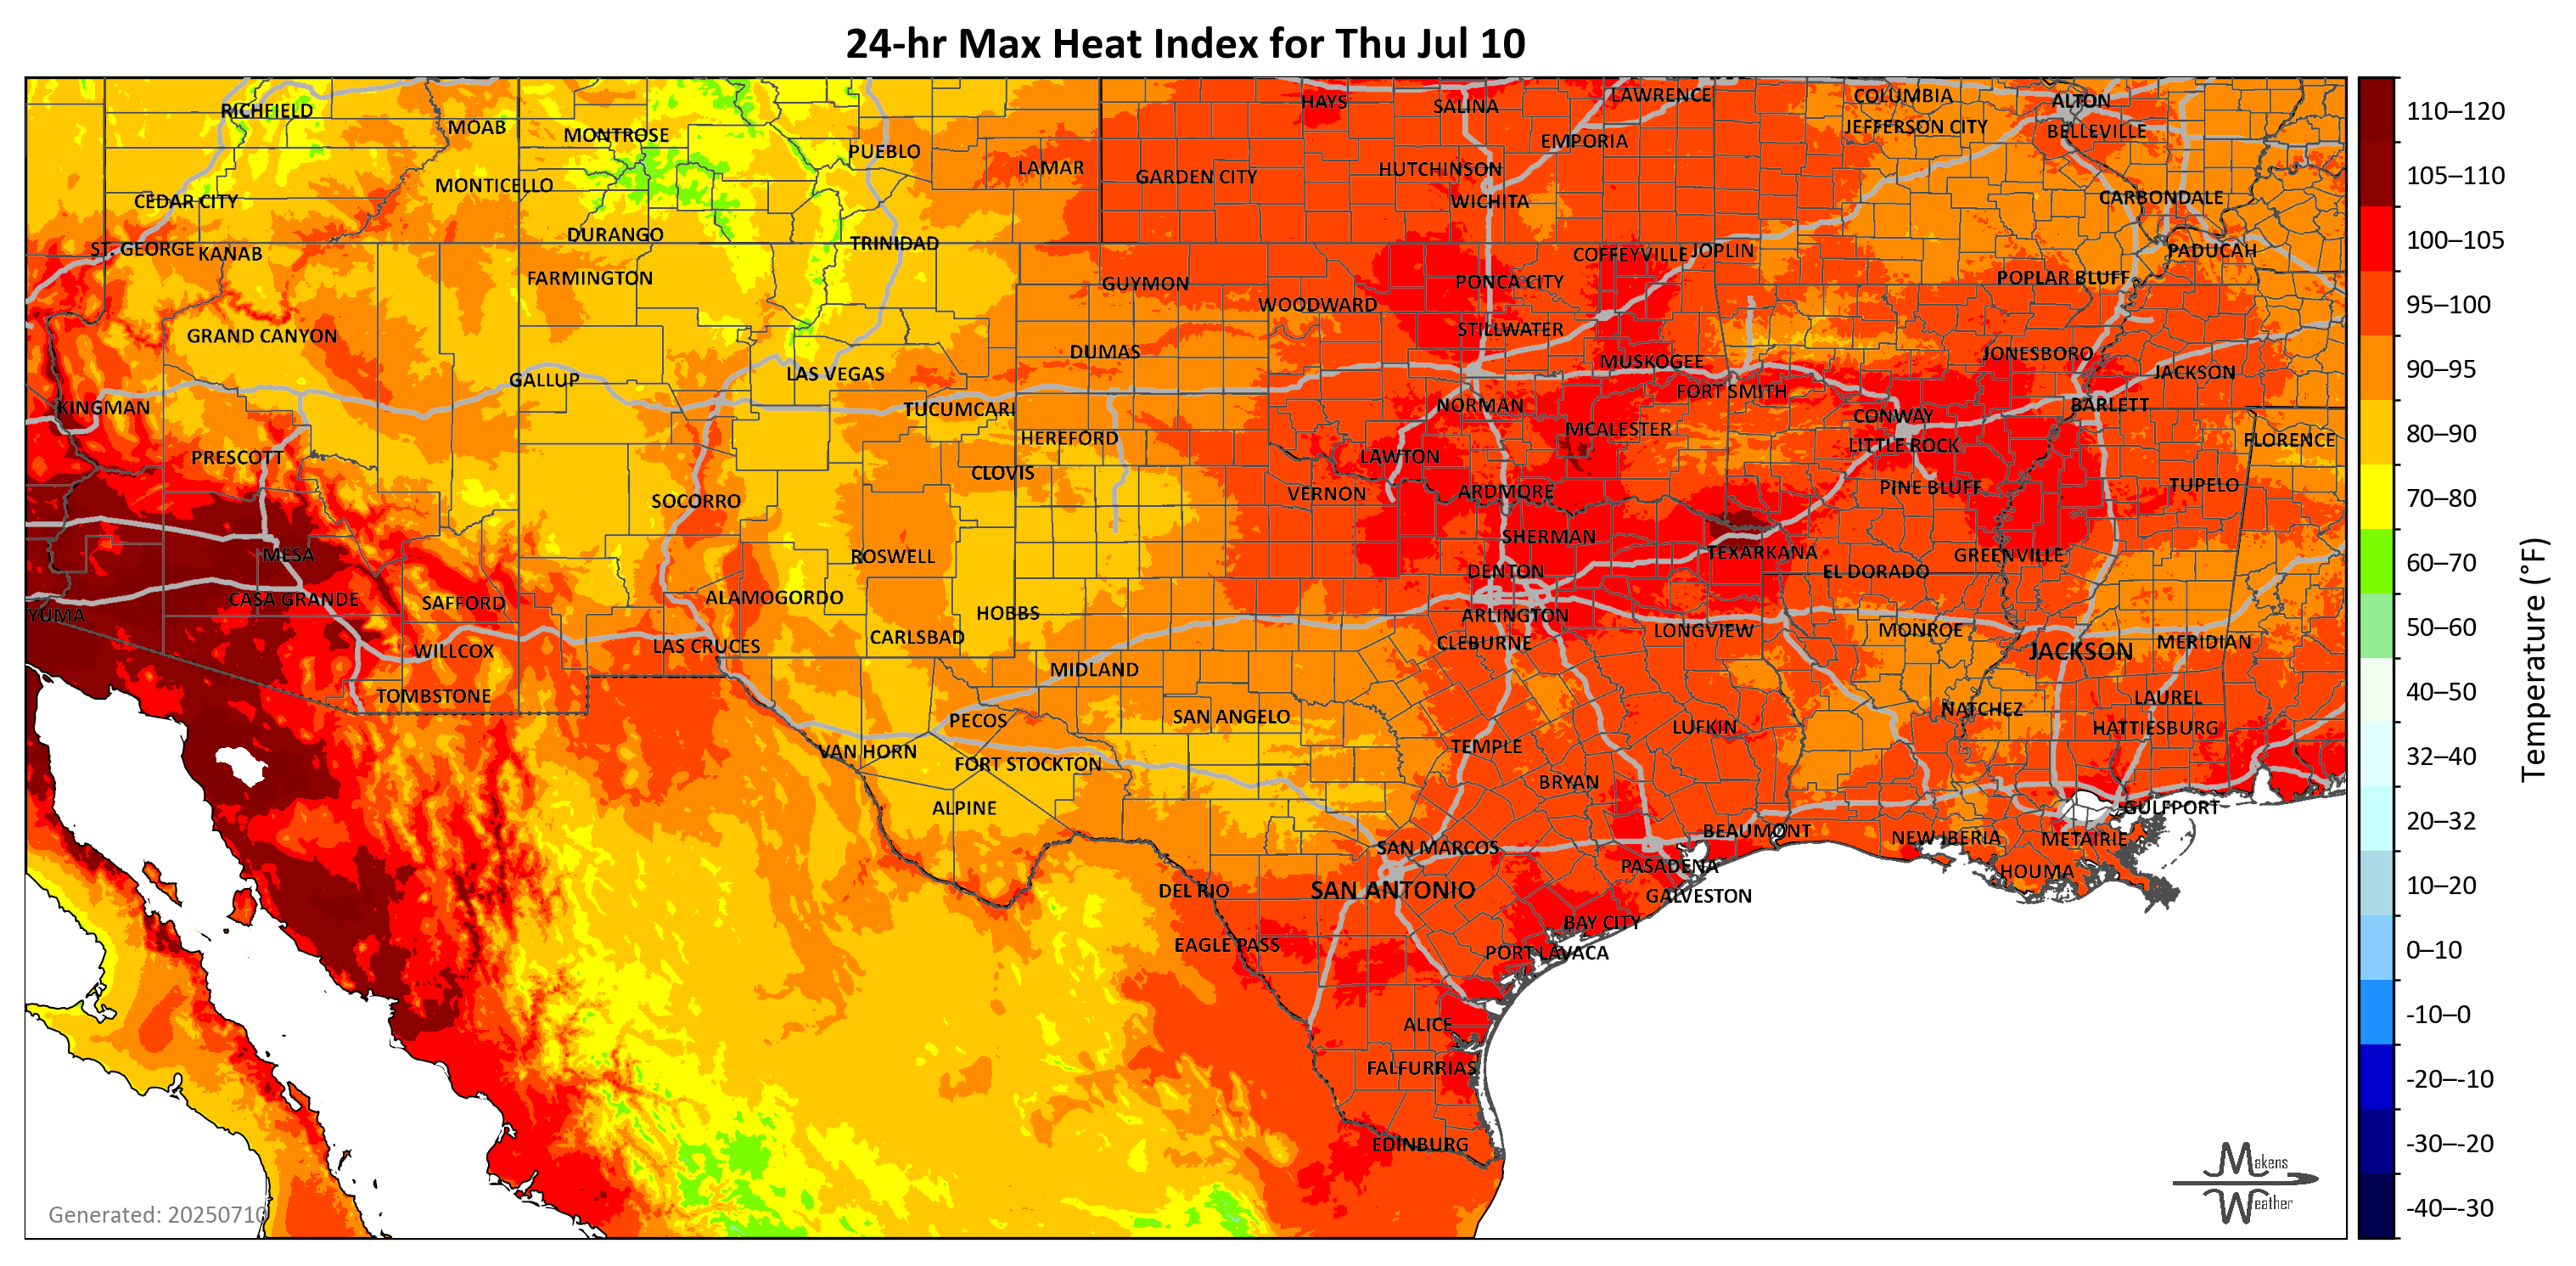 24-hr Max Heat Index for Thu Jul 10
RICHFIELD
MOAB
MONTROSE
PUEBLO
LAMAR
HAYS
SALINA
LAWRENCE
COLUMBIA
ALTON
JEFFERSON CITY
BELLEVILLE
EMPORIA
MONTICELLO
GARDEN CITY
HUTCHINSON
WICHITA
CEDAR CITY
CARBONDALE
DURANGO
TRINIDAD
ST. GEORGE
KANAB
COFFEYVILLE
JOPLIN
PADUCAH
FARMINGTON
GUYMON
PONCA CITY
POPLAR BLUFF
WOODWARD
GRAND CANYON
STILLWATER
DUMAS
MUSKOGEE
JONESBORO
GALLUP
LAS VEGAS
JACKSON
FORT SMITH
KINGMAN
TUCUMCARI
NORMAN
BARLETT
CONWAY
MCALESTER
HEREFORD
LITTLE ROCK
FLORENCE
PRESCOTT
LAWTON
CLOVIS
PINE BLUFF
TUPELO
SOCORRO
VERNON
ARDMORE
SHERMAN
MESA
ROSWELL
TEXARKANA
GREENVILLE
DENTON
EL DORADO
CASA GRANDE
SAFFORD
ALAMOGORDO
YUMA
HOBBS
ARLINGTON
LONGVIEW
MONROE
CARLSBAD
CLEBURNE
LAS CRUCES
WILLCOX
JACKSON
MERIDIAN
MIDLAND
TOMBSTONE
LAUREL
NATCHEZ
PECOS
SAN ANGELO
LUFKIN
HATTIESBURG
VAN HORN
TEMPLE
FORT STOCKTON
BRYAN
ALPINE
GULFPORT
BEAUMONT
NEW IBERIA
METAIRIE
SAN MARCOS
PASADENA
HOUMA
DEL RIO
SAN ANTONIO
GALVESTON
BAY CITY
EAGLE PASS
PORT LAVACA
ALICE
FALFURRIAS
EDINBURG
Generated: 20250710
Makens
Weather
110–120
105–110
100–105
95–100
90–95
80–90
70–80
60–70
50–60
40–50
32–40
20–32
10–20
0–10
-10–0
-20–-10
-30–-20
-40–-30
Temperature (°F)